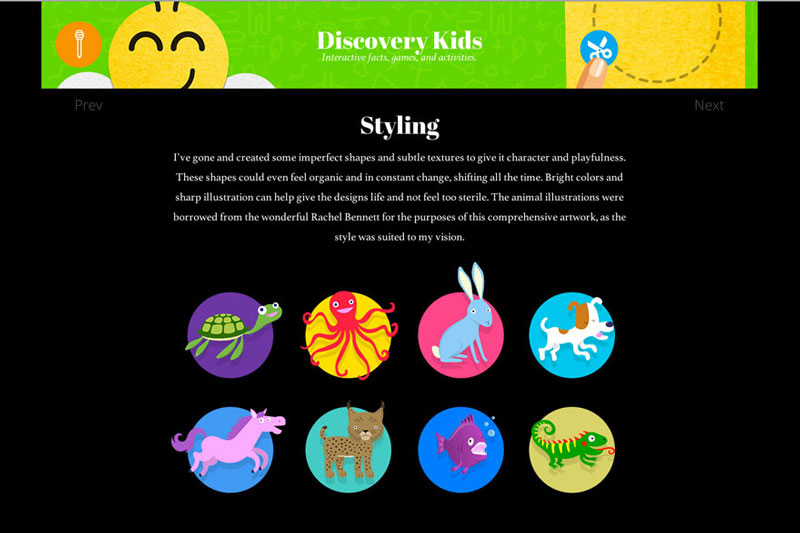 Discovery Kids
Interactive facts, games, and activities.
Prev
Next
Styling
I've gone and created some imperfect shapes and subtle textures to give it character and playfulness.
These shapes could even feel organic and in constant change, shifting all the time. Bright colors and
sharp illustration can help give the designs life and not feel too sterile. The animal illustrations were
borrowed from the wonderful Rachel Bennett for the purposes of this comprehensive artwork, as the
style was suited to my vision.